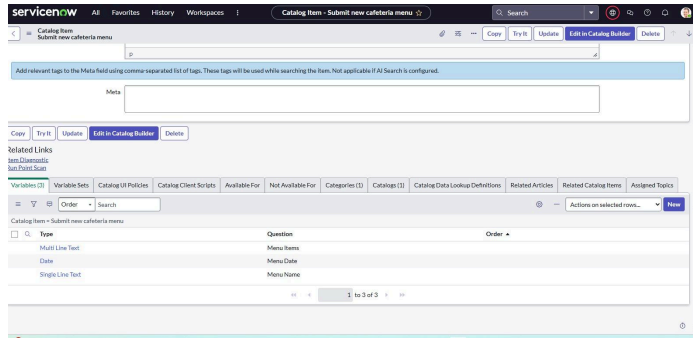 servicenow All Favorites History Workspaces Catalog Item - Submit new cafeteria menu Search
Catalog Item
Submit new cafeteria menu
Copy Try It Update Edit in Catalog Builder Delete
p
Add relevant tags to the Meta field using comma-separated list of tags. These tags will be used while searching the item. Not applicable if AI Search is configured.
Meta
Copy Try It Update Edit in Catalog Builder Delete
Related Links
Item Diagnostic
Run Point Scan
Variables (3) Variable Sets Catalog UI Policies Catalog Client Scripts Available For Not Available For Categories (1) Catalogs (1) Catalog Data Lookup Definitions Related Articles Related Catalog Items Assigned Topics
Order Search Actions on selected rows... New
Catalog item = Submit new cafeteria menu
Type Question Order
Multi Line Text Menu Items
Date Menu Date
Single Line Text Menu Name
1 to 3 of 3